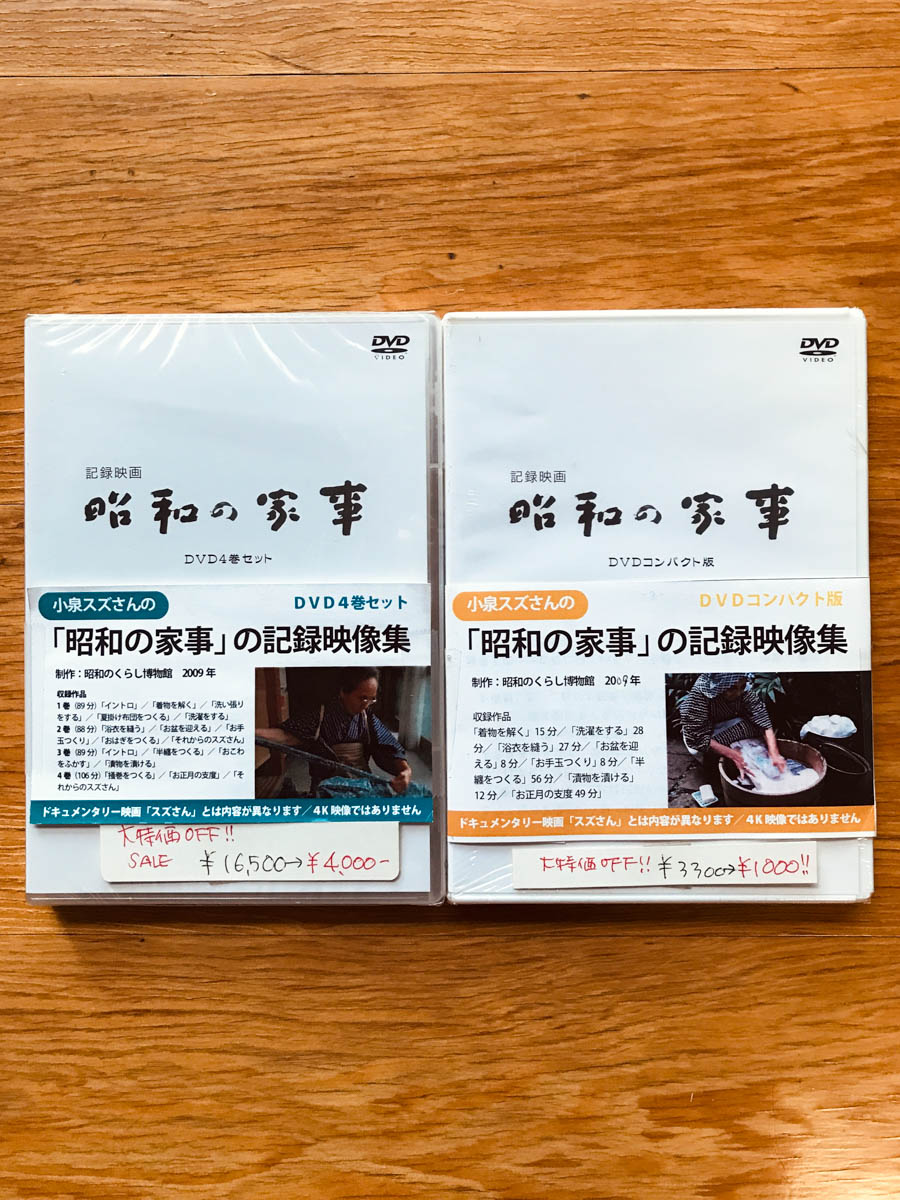 DVD
VIDEO
記録映画
昭和の家事
DVD4巻セット
小泉スズさんの
DVD4巻セット
「昭和の家事」の記録映像集
制作：昭和のくらし博物館　2009年
収録作品
1巻（89分）「イントロ」／「着物を解く」／「洗い張り
をする」／「夏掛け布団をつくる」／「洗濯をする」
2巻（88分）「浴衣を縫う」／「お盆を迎える」／「お手
玉つくり」／「おはぎをつくる」／「それからのスズさん」
3巻（89分）「イントロ」／「半纏をつくる」／「おこわ
をふかす」／「漬物を漬ける」
4巻（106分）「掻巻をつくる」／「お正月の支度」／「そ
れからのスズさん」
ドキュメンタリー映画「スズさん」とは内容が異なります／4K映像ではありません
大特価OFF!!
SALE ¥16,500→¥4,000-
DVD
VIDEO
記録映画
昭和の家事
DVDコンパクト版
小泉スズさんの
DVDコンパクト版
「昭和の家事」の記録映像集
制作：昭和のくらし博物館　2009年
収録作品
「着物を解く」15分／「洗濯をする」28
分／「浴衣を縫う」27分／「お盆を迎
える」8分／「お手玉つくり」8分／「半
纏をつくる」56分／「漬物を漬ける」
12分／「お正月の支度49分」
ドキュメンタリー映画「スズさん」とは内容が異なります／4K映像ではありません
大特価OFF!! ¥3300→¥1000!!